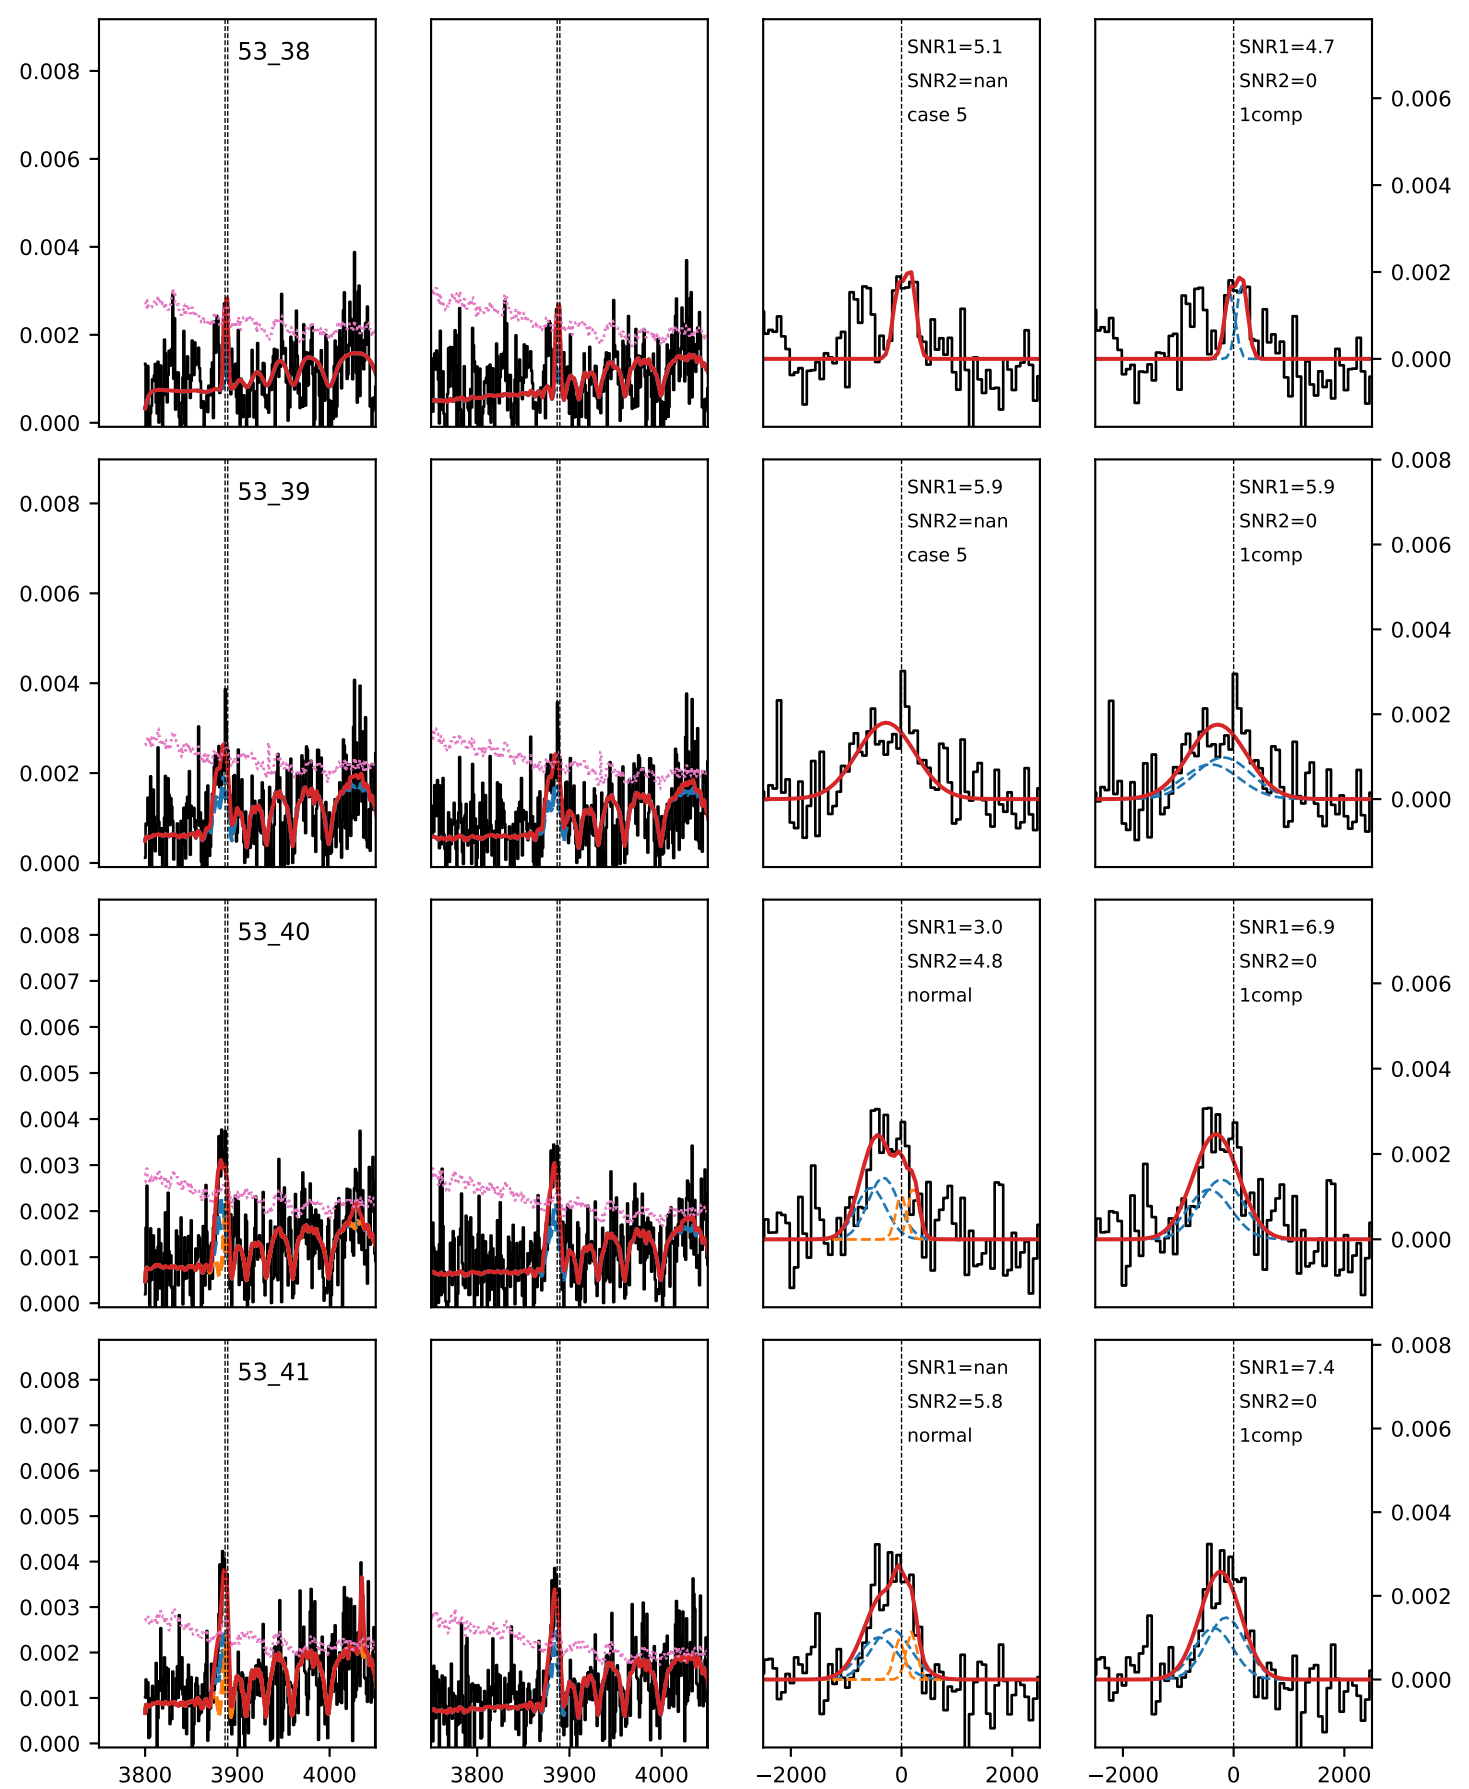 0.008
0.006
0.004
0.002
0.000
53_38
SNR1=5.1
SNR2=nan
case 5
SNR1=4.7
SNR2=0
1comp
0.006
0.004
0.002
0.000
0.008
0.006
0.004
0.002
0.000
53_39
SNR1=5.9
SNR2=nan
case 5
SNR1=5.9
SNR2=0
1comp
0.008
0.006
0.004
0.002
0.000
0.008
0.007
0.006
0.005
0.004
0.003
0.002
0.001
0.000
53_40
SNR1=3.0
SNR2=4.8
normal
SNR1=6.9
SNR2=0
1comp
0.006
0.004
0.002
0.000
0.008
0.007
0.006
0.005
0.004
0.003
0.002
0.001
0.000
53_41
SNR1=nan
SNR2=5.8
normal
SNR1=7.4
SNR2=0
1comp
0.008
0.006
0.004
0.002
0.000
3800 3900 4000
3800 3900 4000
−2000 0 2000
−2000 0 2000